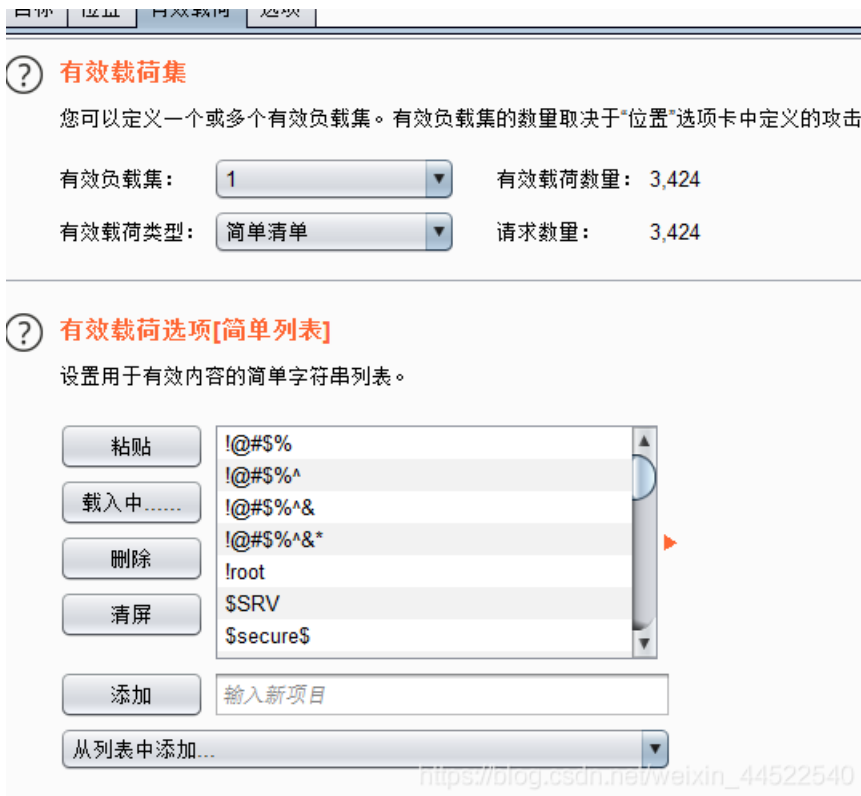 目标 位置 有效载荷 选项
? 有效载荷集
您可以定义一个或多个有效负载集。有效负载集的数量取决于“位置”选项卡中定义的攻击
有效负载集： 1 有效载荷数量： 3,424
有效载荷类型： 简单清单 请求数量： 3,424
? 有效载荷选项[简单列表]
设置用于有效内容的简单字符串列表。
粘贴
载入中......
删除
清屏
!@#$%
!@#$%^
!@#$%^&
!@#$%^&*
!root
$SRV
$secure$
添加 输入新项目
从列表中添加...
https://blog.csdn.net/weixin_44522540